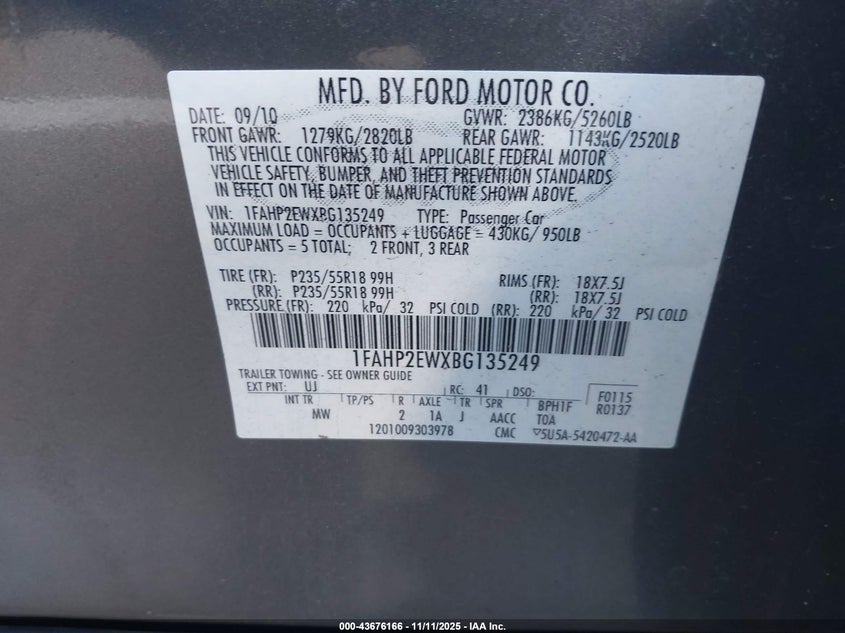 MFD. BY FORD MOTOR CO.
DATE: 09/10 GVWR: 2386KG/5260LB
FRONT GAWR: 1279KG/2820LB REAR GAWR: 1143KG/2520LB
THIS VEHICLE CONFORMS TO ALL APPLICABLE FEDERAL MOTOR
VEHICLE SAFETY, BUMPER, AND THEFT PREVENTION STANDARDS
IN EFFECT ON THE DATE OF MANUFACTURE SHOWN ABOVE.
VIN: 1FAHP2EWXBG135249 TYPE: Passenger Car
MAXIMUM LOAD = OCCUPANTS + LUGGAGE = 430KG/ 950LB
OCCUPANTS = 5 TOTAL; 2 FRONT, 3 REAR
TIRE (FR): P235/55R18 99H RIMS (FR): 18X7.5J
(RR): P235/55R18 99H (RR): 18X7.5J
PRESSURE (FR): 220 kPa/ 32 PSI COLD (RR): 220 kPa/ 32 PSI COLD
1FAHP2EWXBG135249
TRAILER TOWING - SEE OWNER GUIDE
EXT PNT: UJ RC: 41 DSO: F0115
INT TR TP/PS R AXLE TR SPR BPH1F R0137
MW 2 1A J AACC TOA
1201009303978 CMC ▽5U5A-5420472-AA
000-43676166 - 11/11/2025 - IAA Inc.